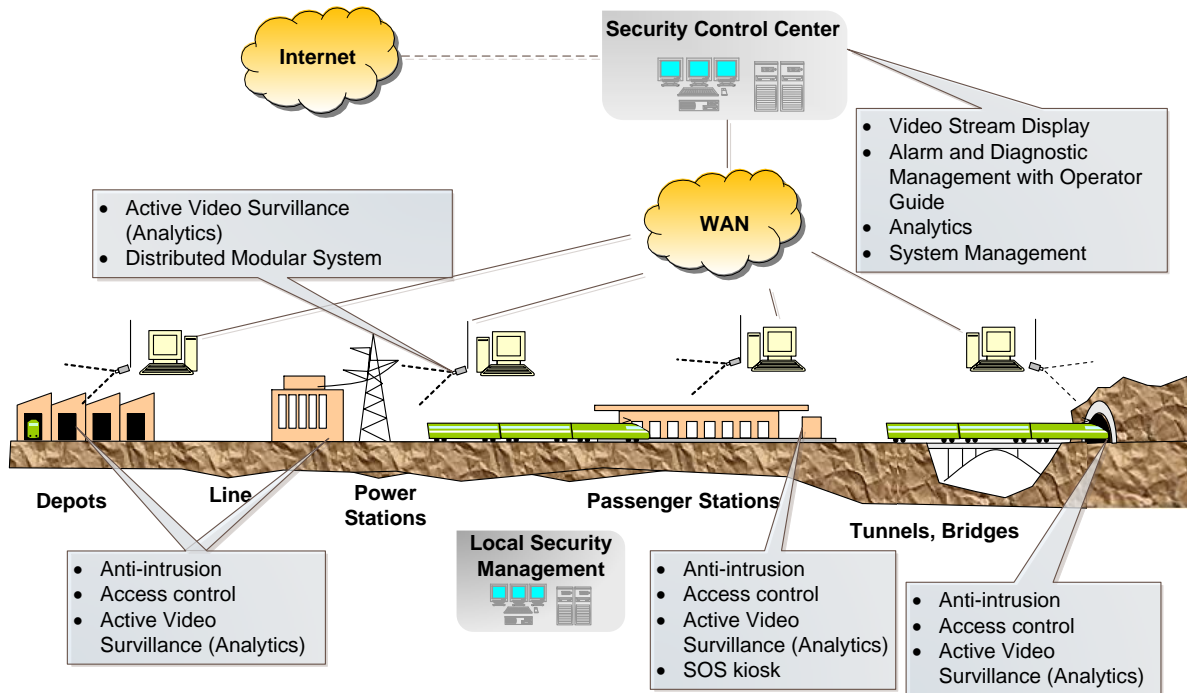 Security Control Center
Internet
• Video Stream Display
• Alarm and Diagnostic
Management with Operator
Guide
• Analytics
• System Management
• Active Video Survillance
(Analytics)
• Distributed Modular System
WAN
Depots
Line
Power
Stations
Passenger Stations
Tunnels, Bridges
Local Security
Management
• Anti-intrusion
• Access control
• Active Video
Survillance (Analytics)
• Anti-intrusion
• Access control
• Active Video
Survillance (Analytics)
• SOS kiosk
• Anti-intrusion
• Access control
• Active Video
Survillance (Analytics)